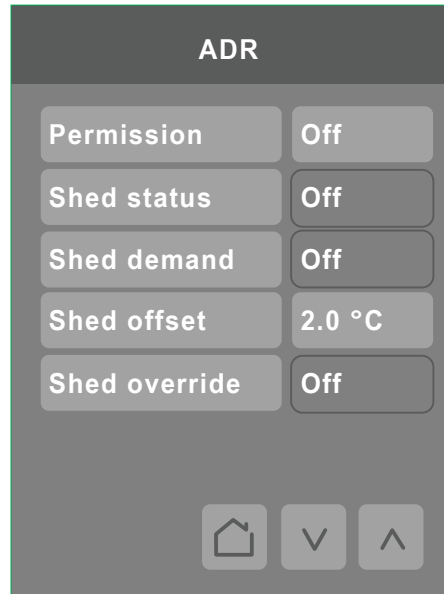 ADR
Permission Off
Shed status Off
Shed demand Off
Shed offset 2.0 °C
Shed override Off